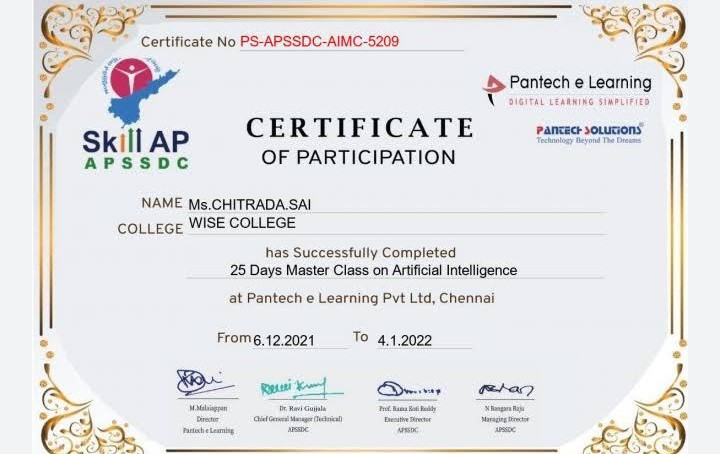 Certificate No PS-APSSDC-AIMC-5209
Skill AP
APSSDC
Pantech e Learning
DIGITAL LEARNING SIMPLIFIED
PANTECH SOLUTIONS
Technology Beyond The Dreams
CERTIFICATE
OF PARTICIPATION
NAME Ms.CHITRADA.SAI
COLLEGE WISE COLLEGE
has Successfully Completed
25 Days Master Class on Artificial Intelligence
at Pantech e Learning Pvt Ltd, Chennai
From 6.12.2021 To 4.1.2022
M.Malaiappan
Director
Pantech e Learning
Dr. Ravi Gujjala
Chief General Manager (Technical)
APSSDC
Prof. Rama Koti Reddy
Executive Director
APSSDC
N Bangara Raju
Managing Director
APSSDC